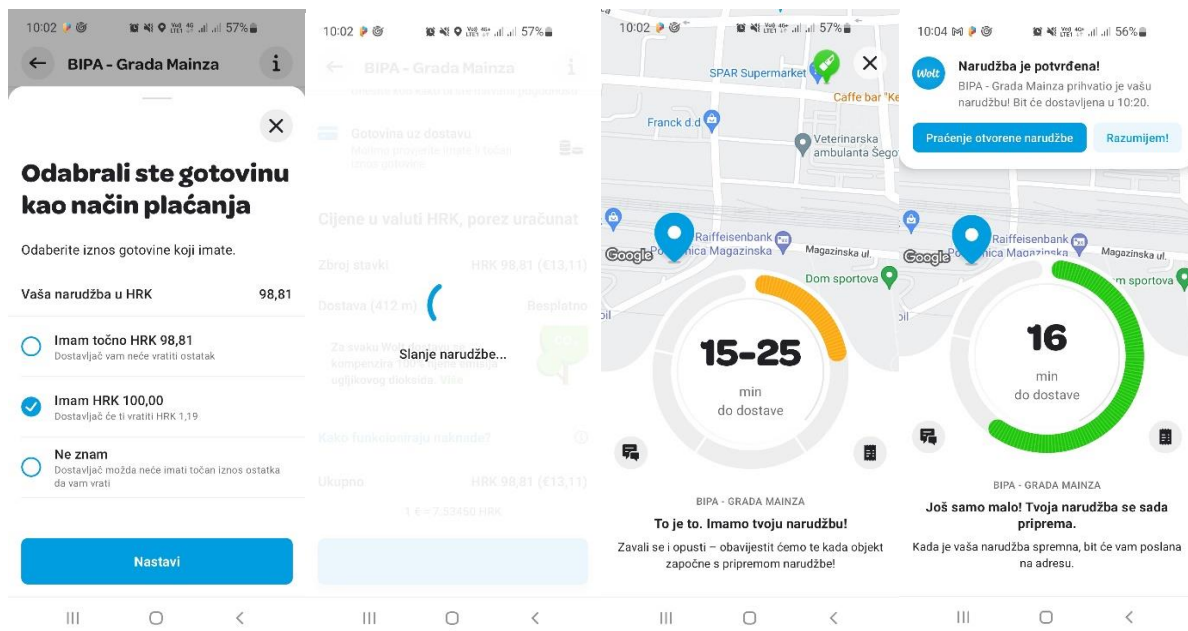 10:02
57%
BIPA - Grada Mainza
Odabrali ste gotovinu
kao način plaćanja
Odaberite iznos gotovine koji imate.
Vaša narudžba u HRK 98,81
Imam točno HRK 98,81
Dostavljač vam neće vratiti ostatak
Imam HRK 100,00
Dostavljač će ti vratiti HRK 1,19
Ne znam
Dostavljač možda neće imati točan iznos ostatka
da vam vrati
Nastavi
10:02
57%
BIPA - Grada Mainza
Gotovina uz dostavu
Cijene u valuti HRK, porez uračunat
Zbroj stavki HRK 98,81 (€13,11)
Dostava (412 m) Besplatno
Slanje narudžbe...
ugljikovog dioksida. Više
Kako funkcioniraju naknade?
Ukupno HRK 98,81 (€13,11)
1 € = 7.53450 HRK
10:02
57%
SPAR Supermarket
Caffe bar "Ke
Franck d.d
Veterinarska
ambulanta Šego
Raiffeisenbank
nica Magazinska
Magazinska ul.
Google
Dom sportova
15-25
min
do dostave
BIPA - GRADA MAINZA
To je to. Imamo tvoju narudžbu!
Zavali se i opusti – obavijestit ćemo te kada objekt
započne s pripremom narudžbe!
10:04
56%
Wolt
Narudžba je potvrđena!
BIPA - Grada Mainza prihvatio je vašu
narudžbu! Bit će dostavljena u 10:20.
Praćenje otvorene narudžbe
Razumijem!
Raiffeisenbank
nica Magazinska
Magazinska ul.
Google
m sportova
16
min
do dostave
BIPA - GRADA MAINZA
Još samo malo! Tvoja narudžba se sada
priprema.
Kada je vaša narudžba spremna, bit će vam poslana
na adresu.